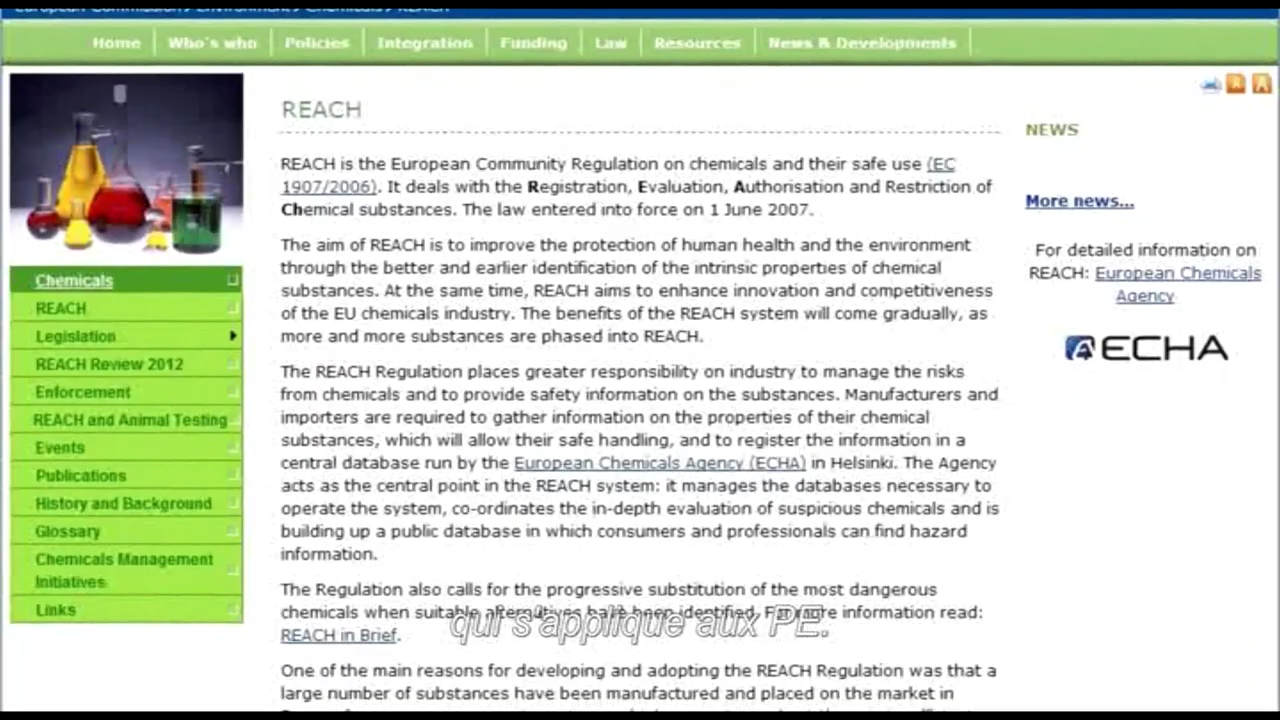 European Commission > Environment > Chemicals > REACH
Home Who's who Policies Integration Funding Law Resources News & Developments
Chemicals
REACH
Legislation
REACH Review 2012
Enforcement
REACH and Animal Testing
Events
Publications
History and Background
Glossary
Chemicals Management
Initiatives
Links
REACH
REACH is the European Community Regulation on chemicals and their safe use (EC
1907/2006). It deals with the Registration, Evaluation, Authorisation and Restriction of
Chemical substances. The law entered into force on 1 June 2007.
The aim of REACH is to improve the protection of human health and the environment
through the better and earlier identification of the intrinsic properties of chemical
substances. At the same time, REACH aims to enhance innovation and competitiveness
of the EU chemicals industry. The benefits of the REACH system will come gradually, as
more and more substances are phased into REACH.
The REACH Regulation places greater responsibility on industry to manage the risks
from chemicals and to provide safety information on the substances. Manufacturers and
importers are required to gather information on the properties of their chemical
substances, which will allow their safe handling, and to register the information in a
central database run by the European Chemicals Agency (ECHA) in Helsinki. The Agency
acts as the central point in the REACH system: it manages the databases necessary to
operate the system, co-ordinates the in-depth evaluation of suspicious chemicals and is
building up a public database in which consumers and professionals can find hazard
information.
The Regulation also calls for the progressive substitution of the most dangerous
chemicals when suitable alternatives have been identified. For more information read:
REACH in Brief.
One of the main reasons for developing and adopting the REACH Regulation was that a
large number of substances have been manufactured and placed on the market in
qui s'applique aux PE.
NEWS
More news...
For detailed information on
REACH: European Chemicals
Agency
ECHA